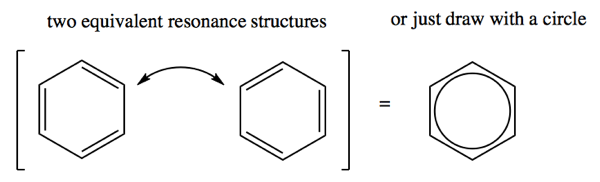 two equivalent resonance structures
or just draw with a circle
=